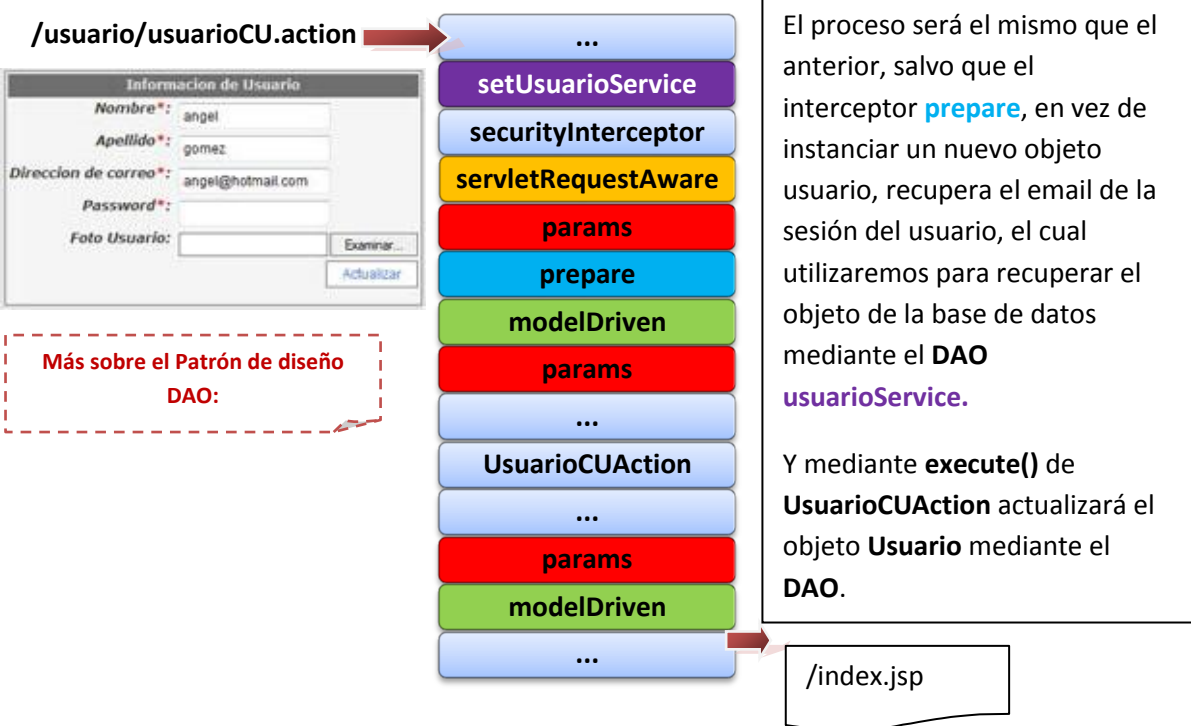 /usuario/usuarioCU.action
Informacion de Usuario
Nombre*: angel
Apellido*: gomez
Direccion de correo*: angel@hotmail.com
Password*:
Foto Usuario: Examinar...
Actualizar
Más sobre el Patrón de diseño
DAO:
...
setUsuarioService
securityInterceptor
servletRequestAware
params
prepare
modelDriven
params
...
UsuarioCUAction
...
params
modelDriven
...
El proceso será el mismo que el
anterior, salvo que el
interceptor prepare, en vez de
instanciar un nuevo objeto
usuario, recupera el email de la
sesión del usuario, el cual
utilizaremos para recuperar el
objeto de la base de datos
mediante el DAO
usuarioService.
Y mediante execute() de
UsuarioCUAction actualizará el
objeto Usuario mediante el
DAO.
/index.jsp